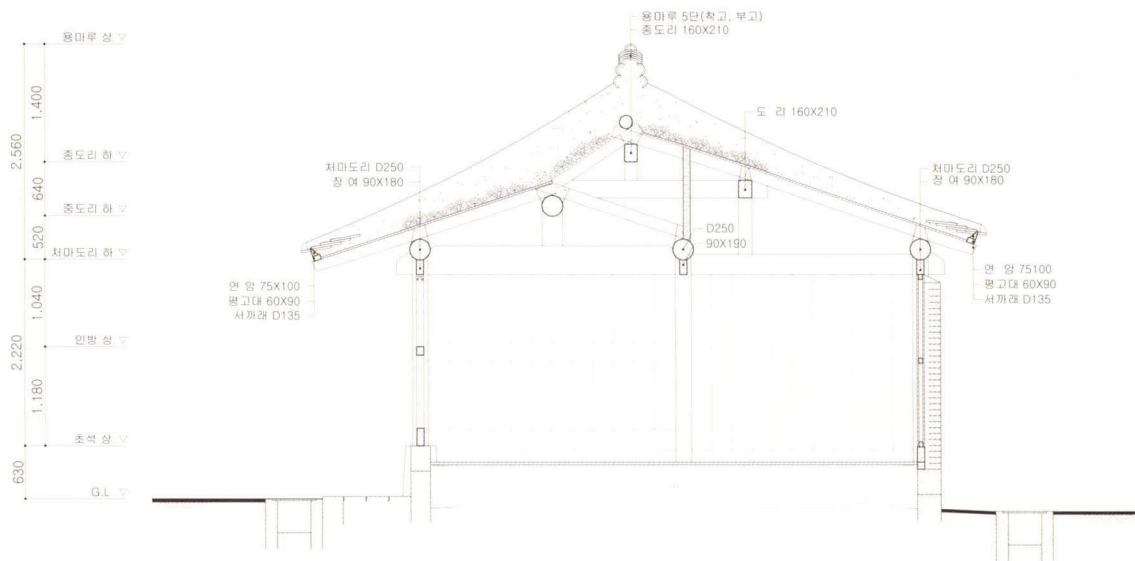 용마루 5단(착고, 부고)
종도리 160X210
용마루 상 ▽
1.400
2.560
도 리 160X210
종도리 하 ▽
처마도리 D250
장 여 90X180
처마도리 D250
장 여 90X180
640
중도리 하 ▽
520
D250
90X190
처마도리 하 ▽
연 암 75X100
평고대 60X90
서까래 D135
연 암 75100
평고대 60X90
서까래 D135
1.040
인방 상 ▽
2.220
1.180
초석 상 ▽
630
G.L ▽